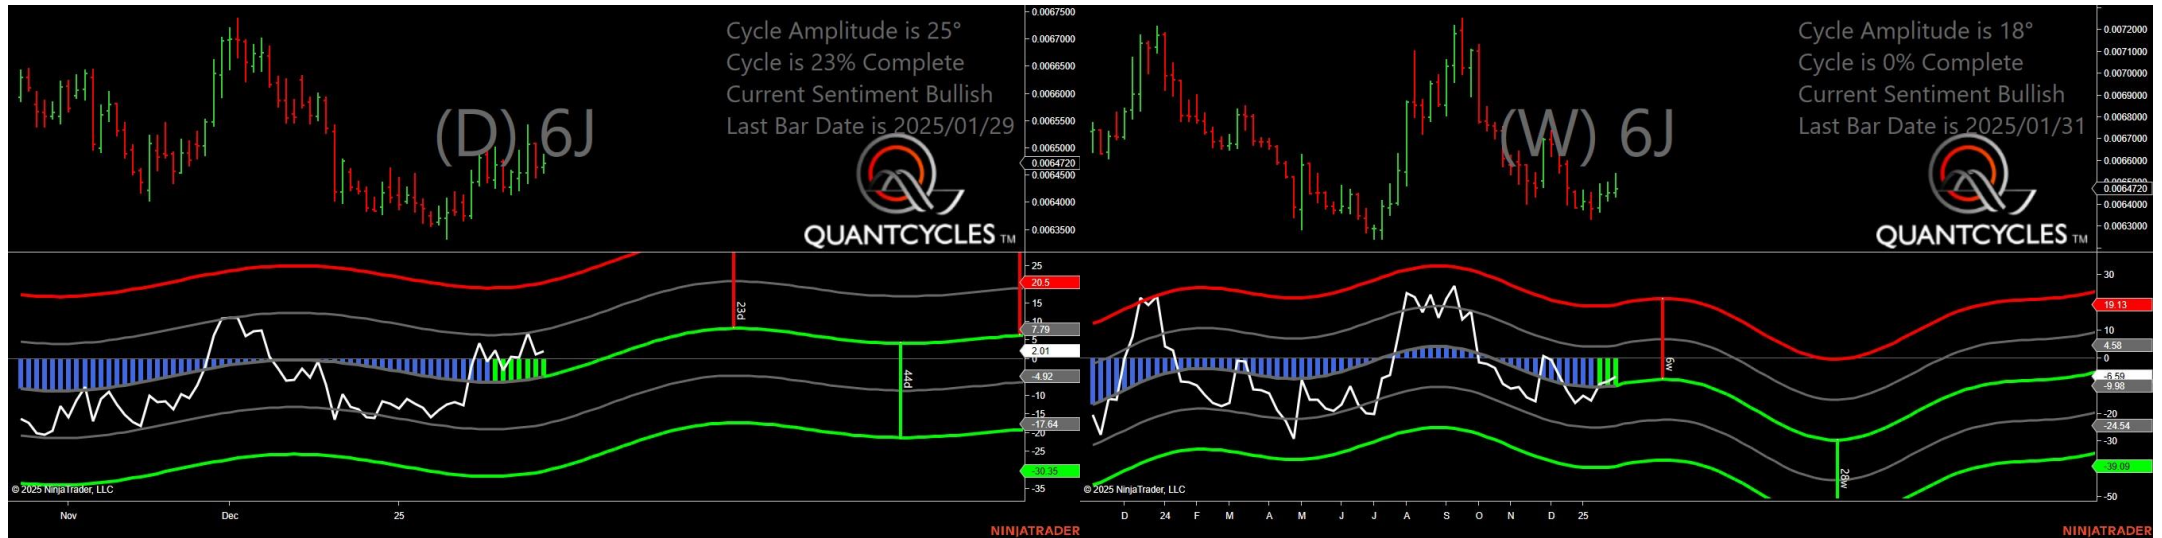 Cycle Amplitude is 25°
Cycle is 23% Complete
Current Sentiment Bullish
Last Bar Date is 2025/01/29
(D) 6J
QUANTCYCLES TM
0.0067500
0.0067000
0.0066500
0.0066000
0.0065500
0.0065000
0.0064720
0.0064500
0.0064000
0.0063500
25
20.5
15
10
7.79
5
2.01
0
-4.92
-10
-15
-17.64
-20
-25
-30.35
-35
23d
44d
© 2025 NinjaTrader, LLC
Nov
Dec
25
NINJATRADER
Cycle Amplitude is 18°
Cycle is 0% Complete
Current Sentiment Bullish
Last Bar Date is 2025/01/31
(W) 6J
QUANTCYCLES TM
0.0072000
0.0071000
0.0070000
0.0069000
0.0068000
0.0067000
0.0066000
0.0064720
0.0064000
0.0063000
30
19.13
10
4.58
0
-6.59
-9.98
-20
-24.54
-30
-39.09
-50
6w
28w
© 2025 NinjaTrader, LLC
D 24 F M A M J J A S O N D 25
NINJATRADER